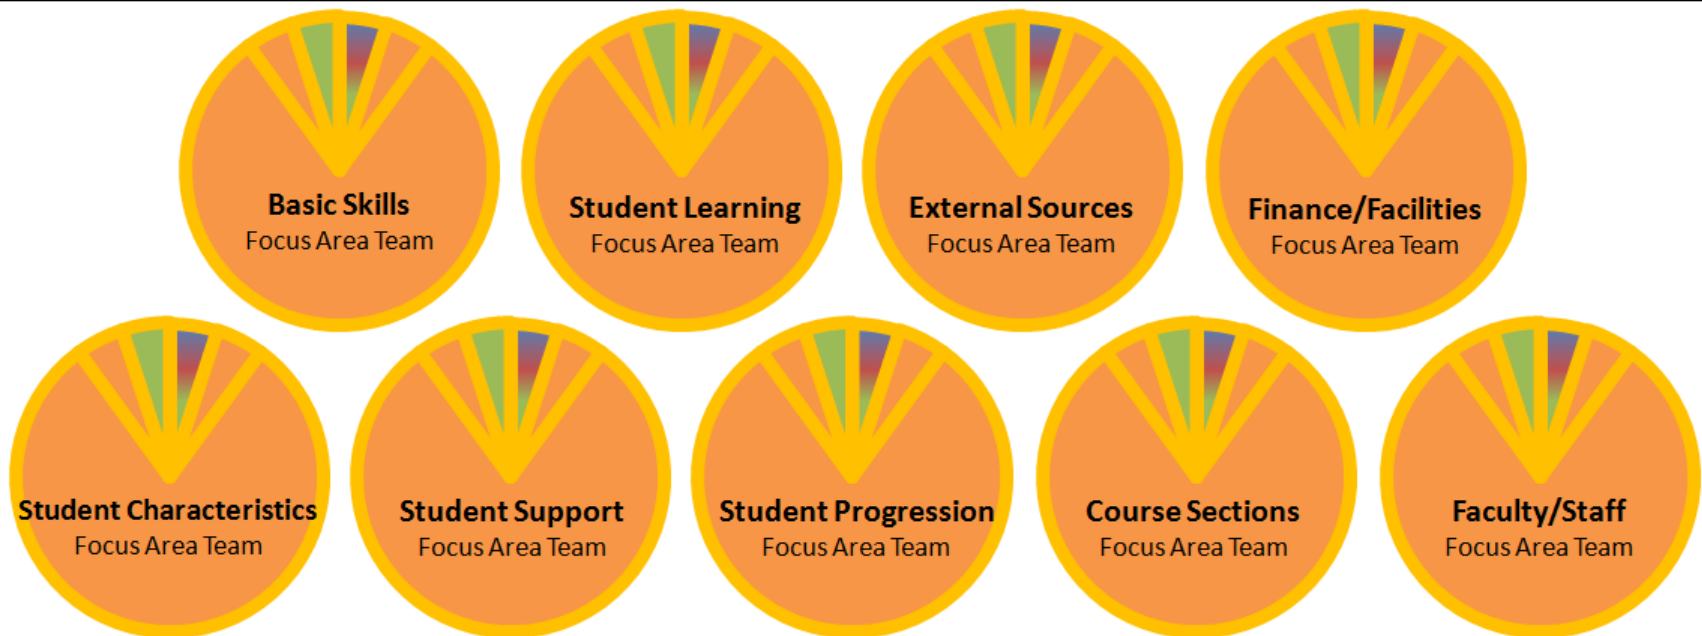 Basic Skills
Focus Area Team
Student Learning
Focus Area Team
External Sources
Focus Area Team
Finance/Facilities
Focus Area Team
Student Characteristics
Focus Area Team
Student Support
Focus Area Team
Student Progression
Focus Area Team
Course Sections
Focus Area Team
Faculty/Staff
Focus Area Team